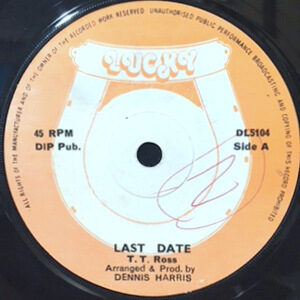 ALL RIGHTS OF THE MANUFACTURER AND OF THE OWNER OF THE RECORDED WORK RESERVED. UNAUTHORISED PUBLIC PERFORMANCE, BROADCASTING AND COPYING OF THIS RECORD PROHIBITED
LUCKY
45 RPM
DL5104
DIP Pub.
Side A
LAST DATE
T. T. Ross
Arranged & Prod. by
DENNIS HARRIS